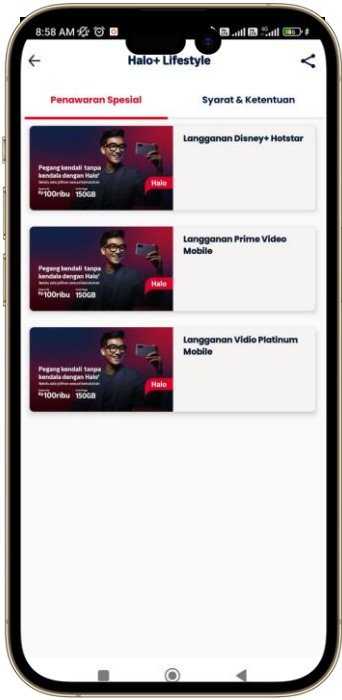 8:58 AM
Halo+ Lifestyle
Penawaran Spesial
Syarat & Ketentuan
Langganan Disney+ Hotstar
Pegang kendali tanpa
kendala dengan Halo+
Halo
Rp100ribu 150GB
Langganan Prime Video
Mobile
Pegang kendali tanpa
kendala dengan Halo+
Halo
Rp100ribu 150GB
Langganan Vidio Platinum
Mobile
Pegang kendali tanpa
kendala dengan Halo+
Halo
Rp100ribu 150GB